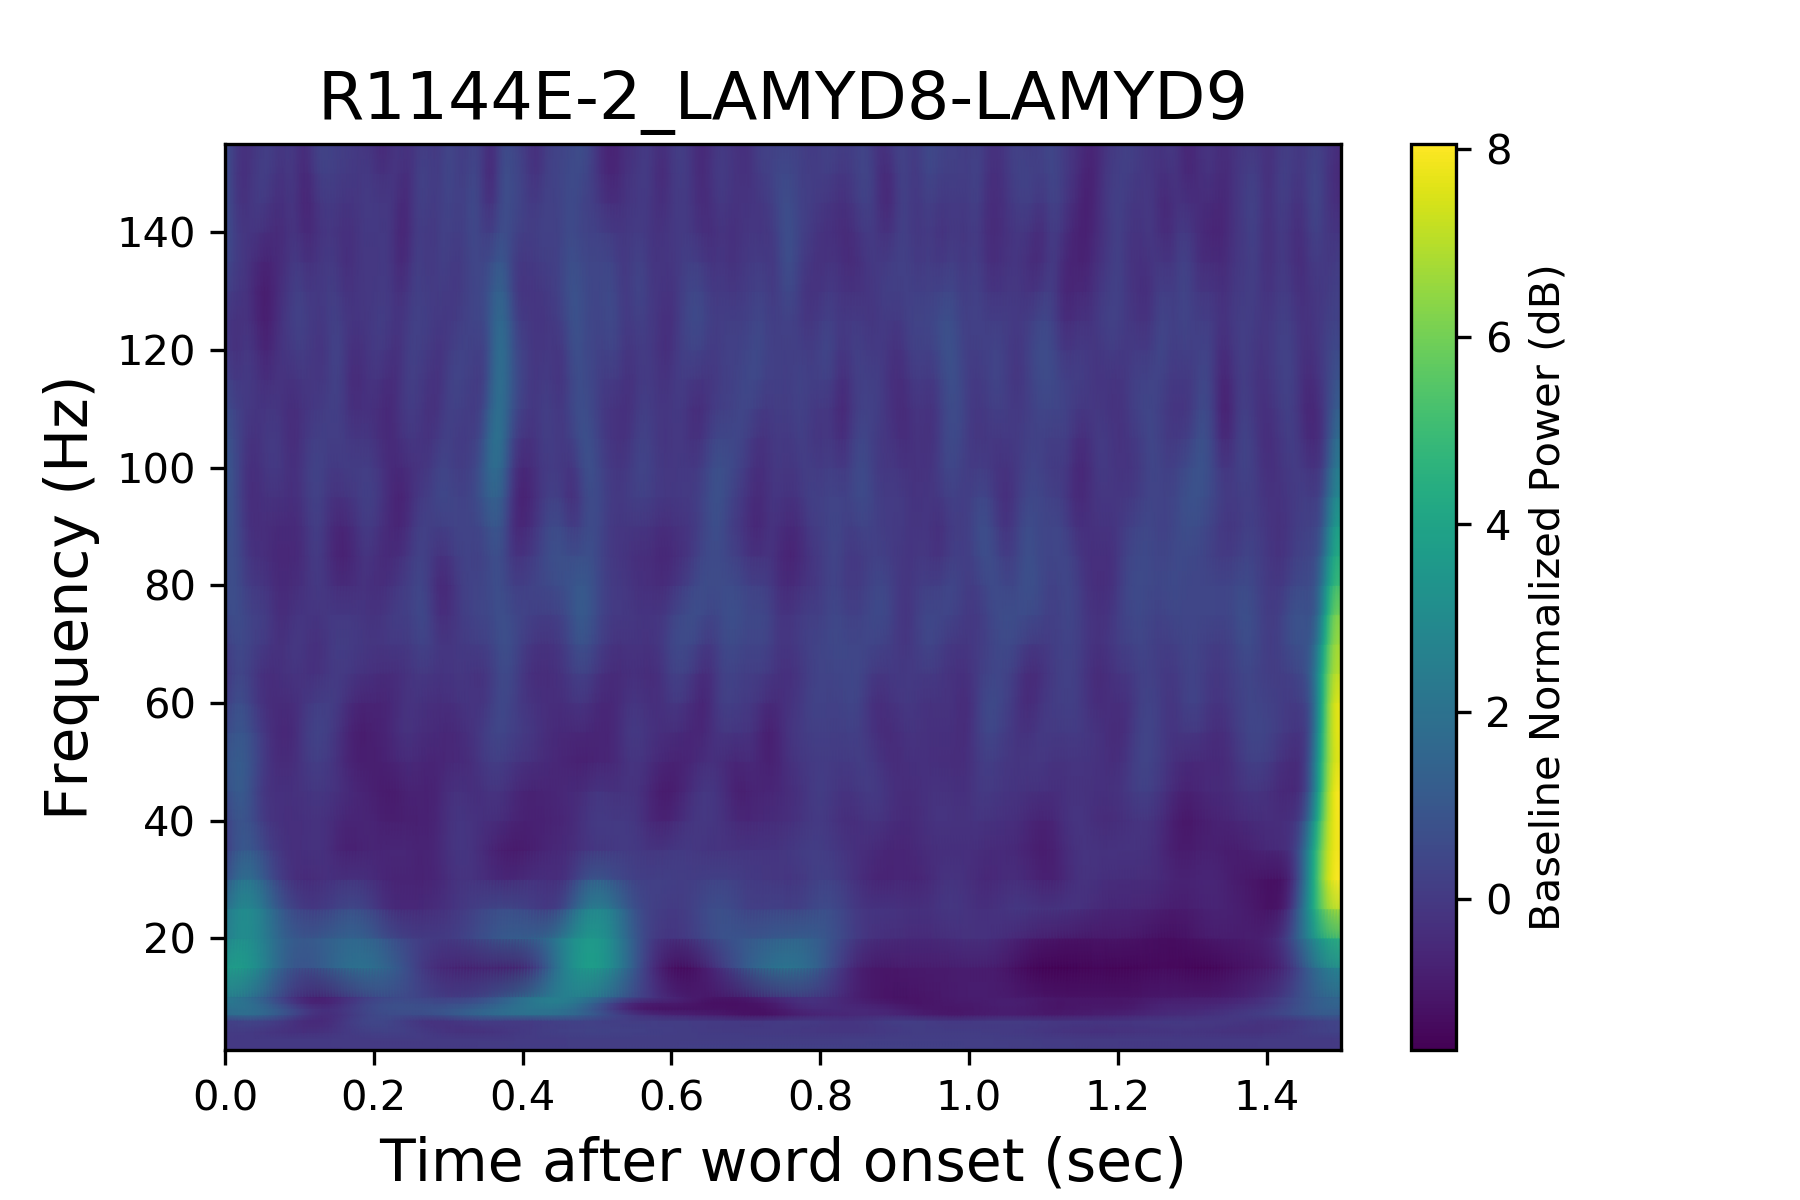 R1144E-2_LAMYD8-LAMYD9
140
120
100
80
60
40
20
Frequency (Hz)
0.0 0.2 0.4 0.6 0.8 1.0 1.2 1.4
Time after word onset (sec)
8
6
4
2
0
Baseline Normalized Power (dB)